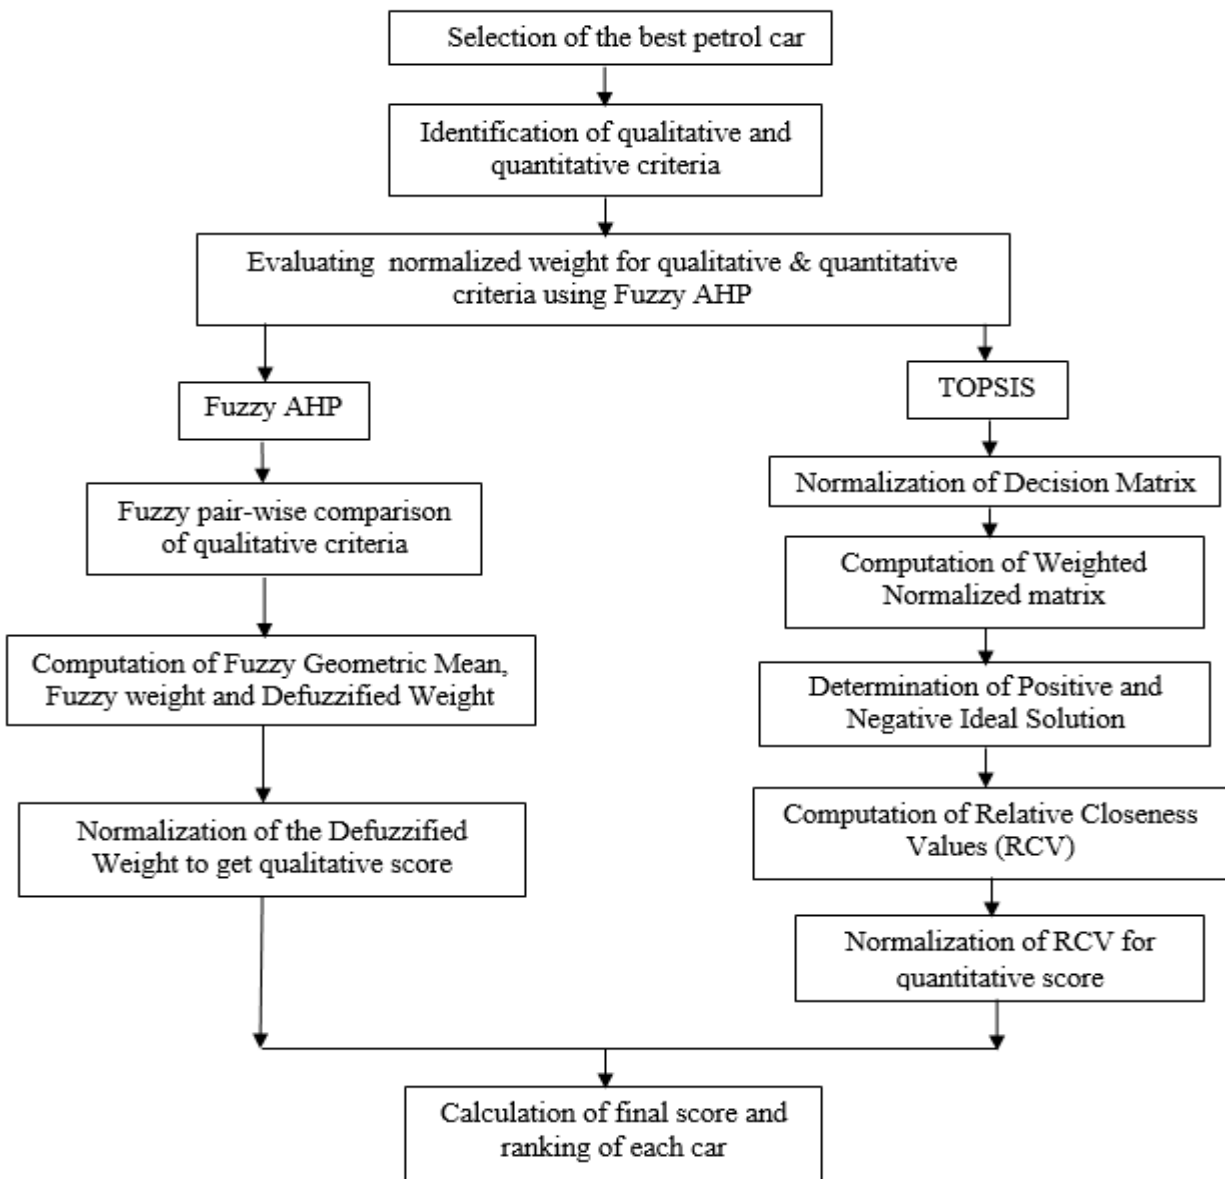 Selection of the best petrol car
Identification of qualitative and
quantitative criteria
Evaluating normalized weight for qualitative & quantitative
criteria using Fuzzy AHP
Fuzzy AHP
Fuzzy pair-wise comparison
of qualitative criteria
Computation of Fuzzy Geometric Mean,
Fuzzy weight and Defuzzified Weight
Normalization of the Defuzzified
Weight to get qualitative score
TOPSIS
Normalization of Decision Matrix
Computation of Weighted
Normalized matrix
Determination of Positive and
Negative Ideal Solution
Computation of Relative Closeness
Values (RCV)
Normalization of RCV for
quantitative score
Calculation of final score and
ranking of each car